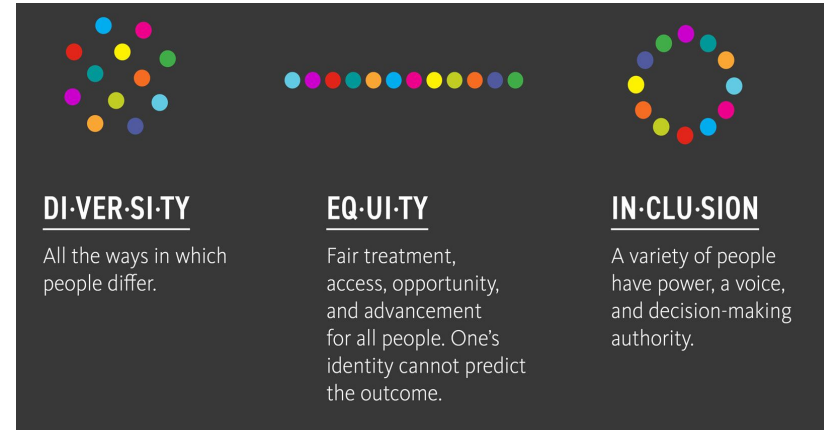 DI·VER·SI·TY
All the ways in which
people differ.
EQ·UI·TY
Fair treatment,
access, opportunity,
and advancement
for all people. One’s
identity cannot predict
the outcome.
IN·CLU·SION
A variety of people
have power, a voice,
and decision-making
authority.